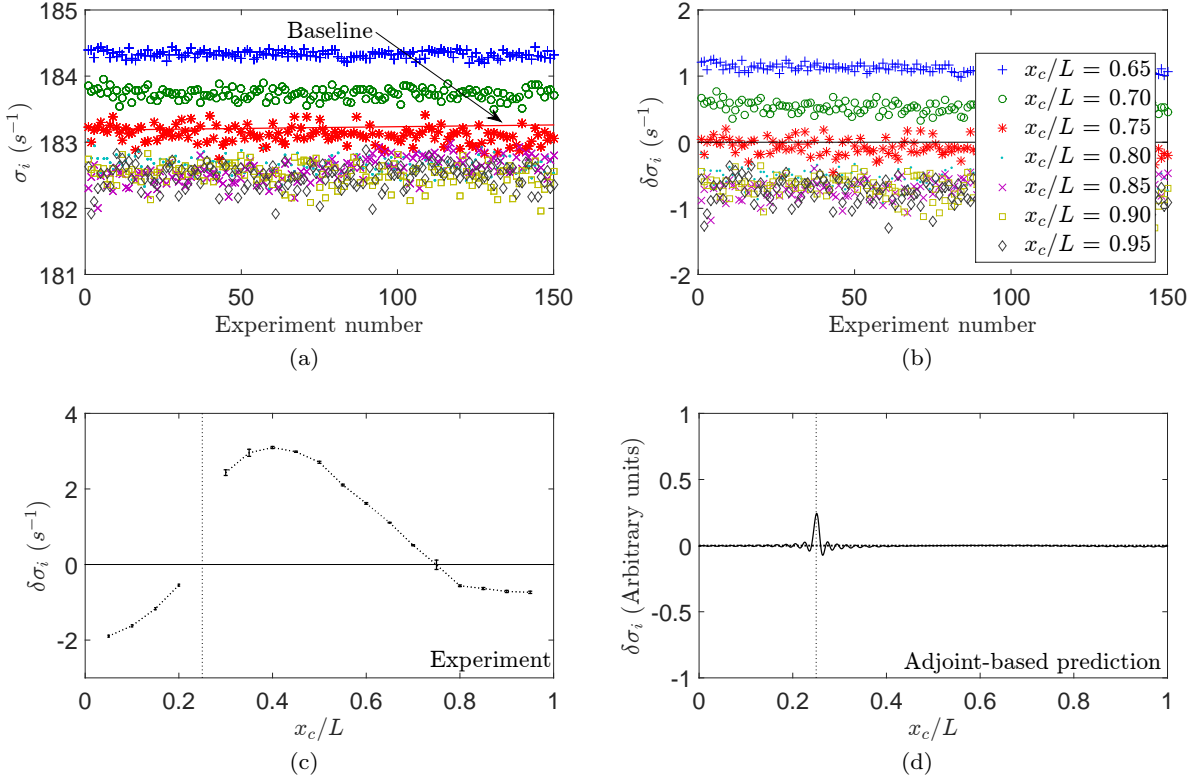 185
184
183
182
181
σᵢ (s⁻¹)
Baseline
0
50
100
150
Experiment number
(a)
2
1
0
-1
-2
δσᵢ (s⁻¹)
x_c/L = 0.65
x_c/L = 0.70
x_c/L = 0.75
x_c/L = 0.80
x_c/L = 0.85
x_c/L = 0.90
x_c/L = 0.95
0
50
100
150
Experiment number
(b)
4
2
0
-2
δσᵢ (s⁻¹)
Experiment
0
0.2
0.4
0.6
0.8
1
x_c/L
(c)
1
0.5
0
-0.5
-1
δσᵢ (Arbitrary units)
Adjoint-based prediction
0
0.2
0.4
0.6
0.8
1
x_c/L
(d)